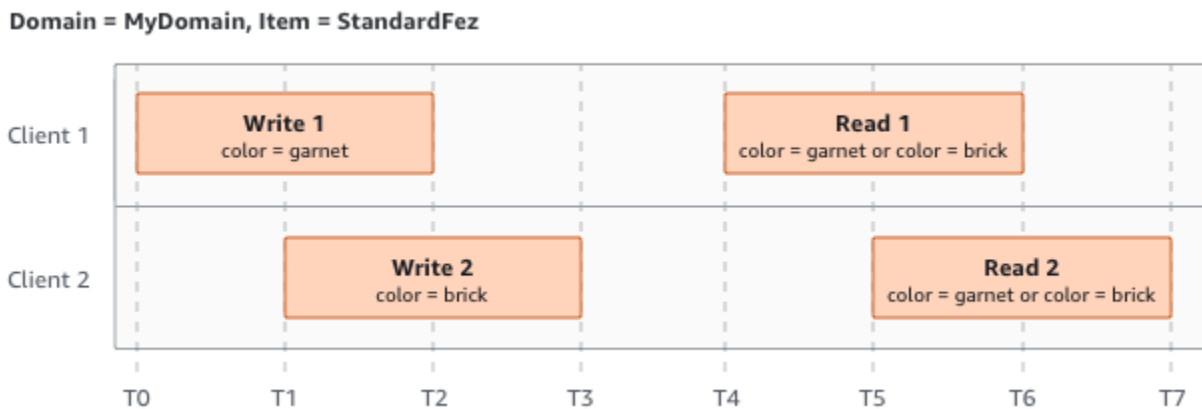 Domain = MyDomain, Item = StandardFez
Client 1
Write 1
color = garnet
Read 1
color = garnet or color = brick
Client 2
Write 2
color = brick
Read 2
color = garnet or color = brick
T0 T1 T2 T3 T4 T5 T6 T7